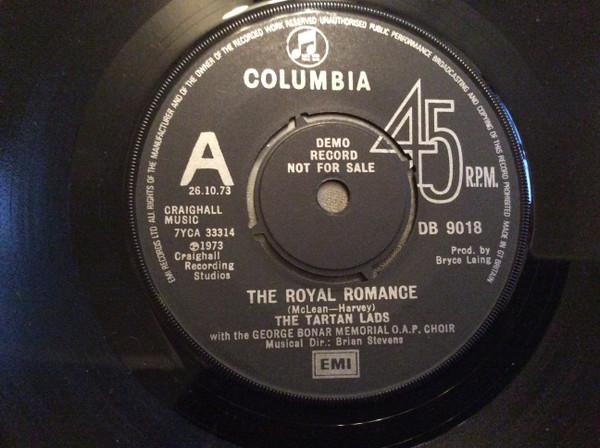 EMI RECORDS LTD ALL RIGHTS OF THE MANUFACTURER AND OF THE OWNER OF THE RECORDED WORK RESERVED UNAUTHORISED PUBLIC PERFORMANCE BROADCASTING AND COPYING OF THIS RECORD PROHIBITED MADE IN GT BRITAIN
COLUMBIA
45
R.P.M.
DEMO
RECORD
NOT FOR SALE
A
26.10.73
CRAIGHALL
MUSIC
7YCA 33314
℗1973
Craighall
Recording
Studios
DB 9018
Prod. by
Bryce Laing
THE ROYAL ROMANCE
(McLean—Harvey)
THE TARTAN LADS
with the GEORGE BONAR MEMORIAL O.A.P. CHOIR
Musical Dir.: Brian Stevens
EMI